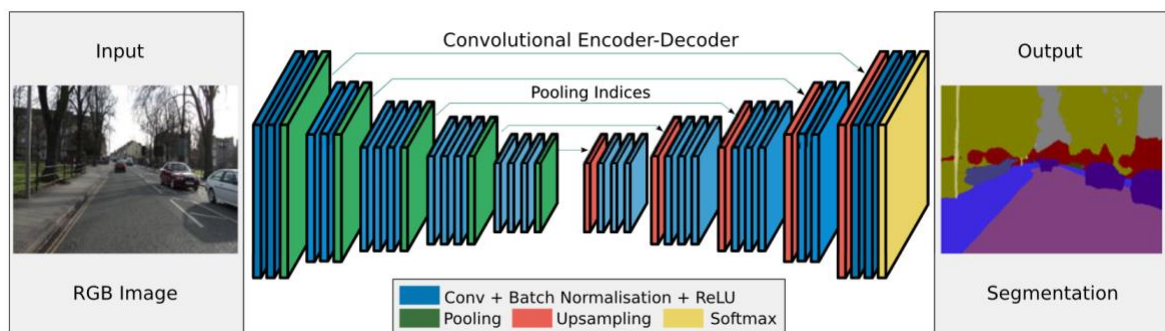 Input
RGB Image
Convolutional Encoder-Decoder
Pooling Indices
Conv + Batch Normalisation + ReLU
Pooling Upsampling Softmax
Output
Segmentation